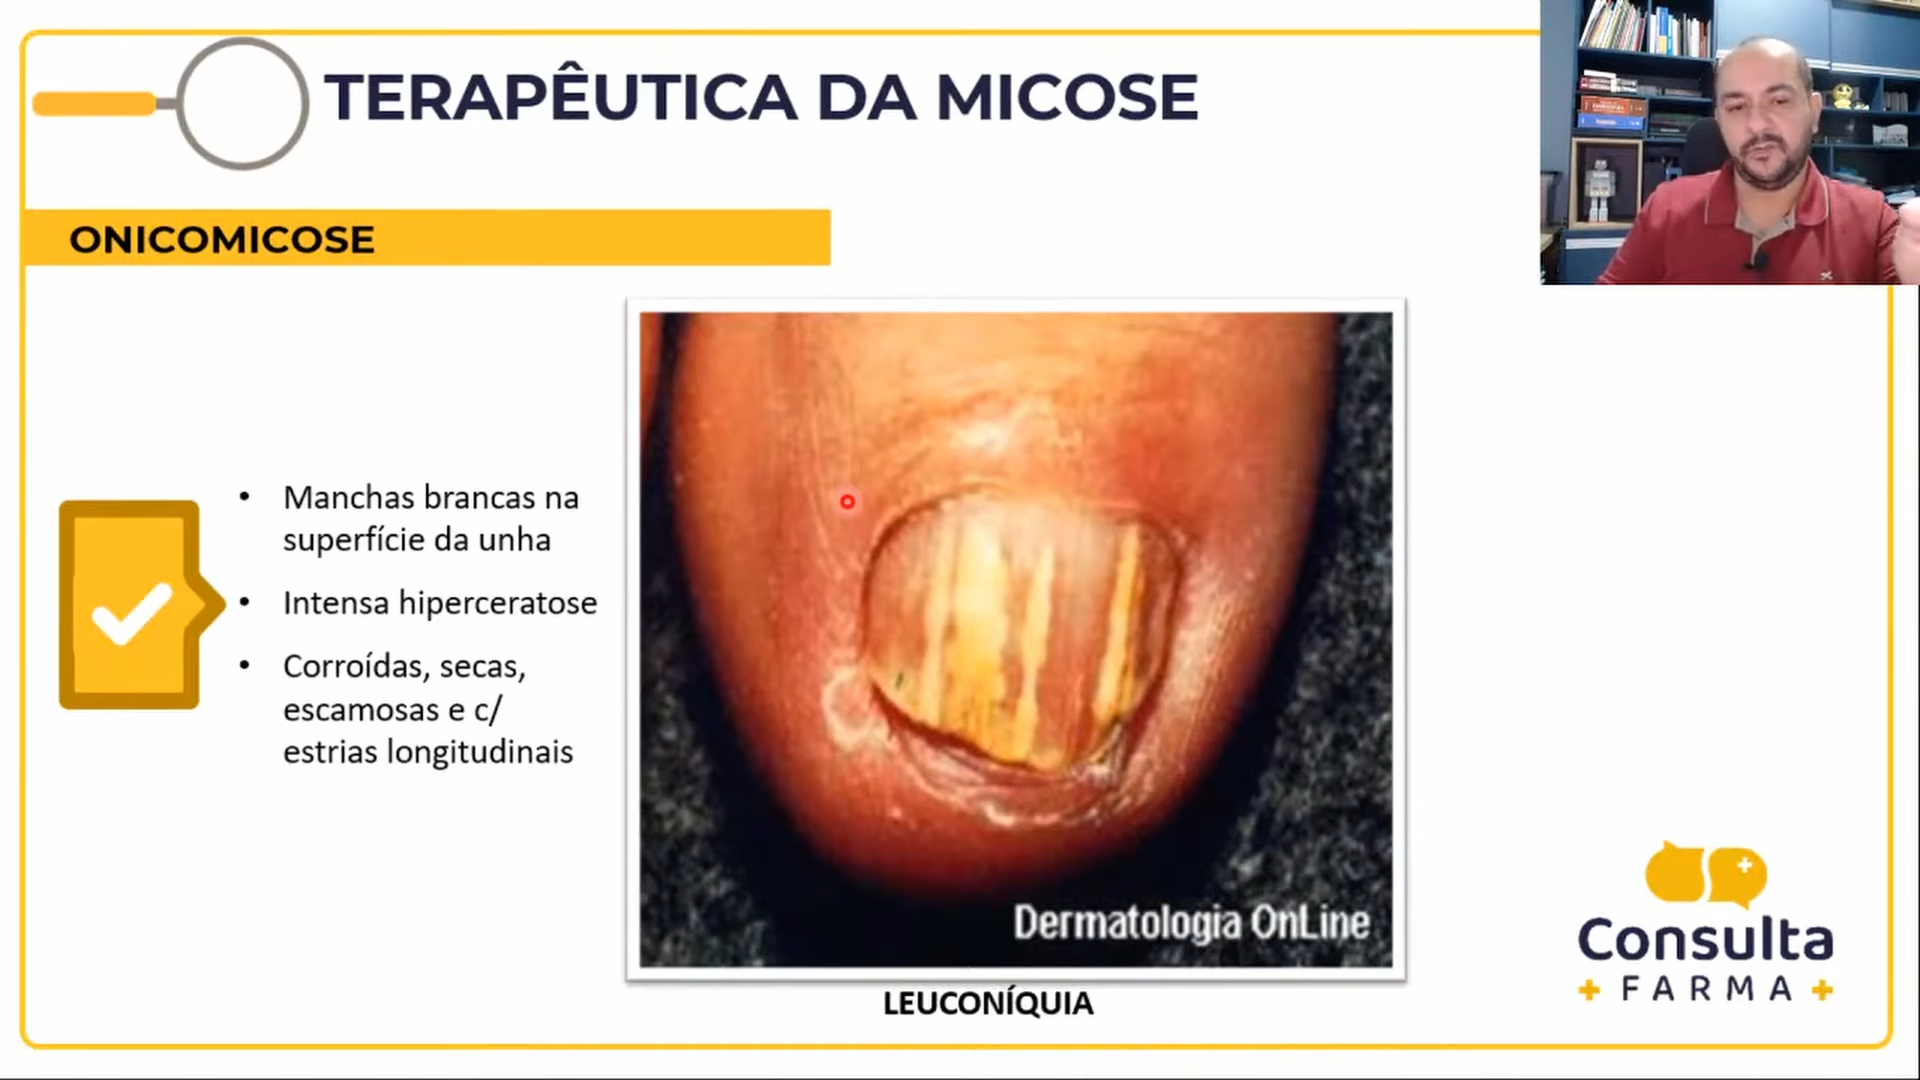 TERAPÊUTICA DA MICOSE
ONICOMICOSE
• Manchas brancas na
superfície da unha
• Intensa hiperceratose
• Corroídas, secas,
escamosas e c/
estrias longitudinais
Dermatologia OnLine
LEUCONÍQUIA
Consulta
+ FARMA +